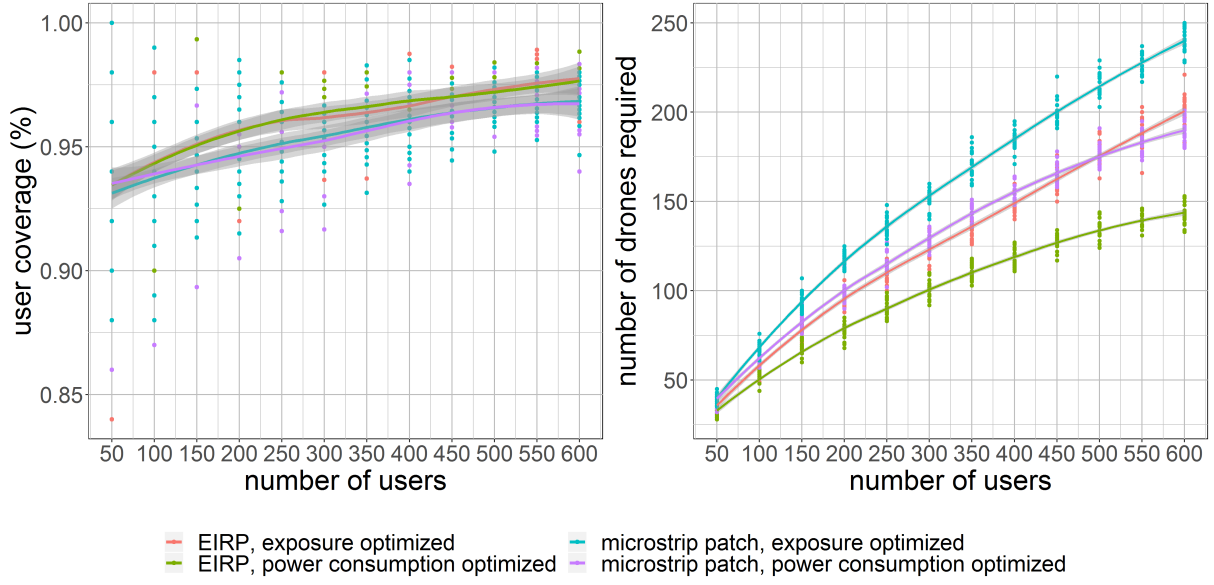 1.00
0.95
0.90
0.85
user coverage (%)
50 100 150 200 250 300 350 400 450 500 550 600
number of users
250
200
150
100
50
number of drones required
50 100 150 200 250 300 350 400 450 500 550 600
number of users
EIRP, exposure optimized
EIRP, power consumption optimized
microstrip patch, exposure optimized
microstrip patch, power consumption optimized